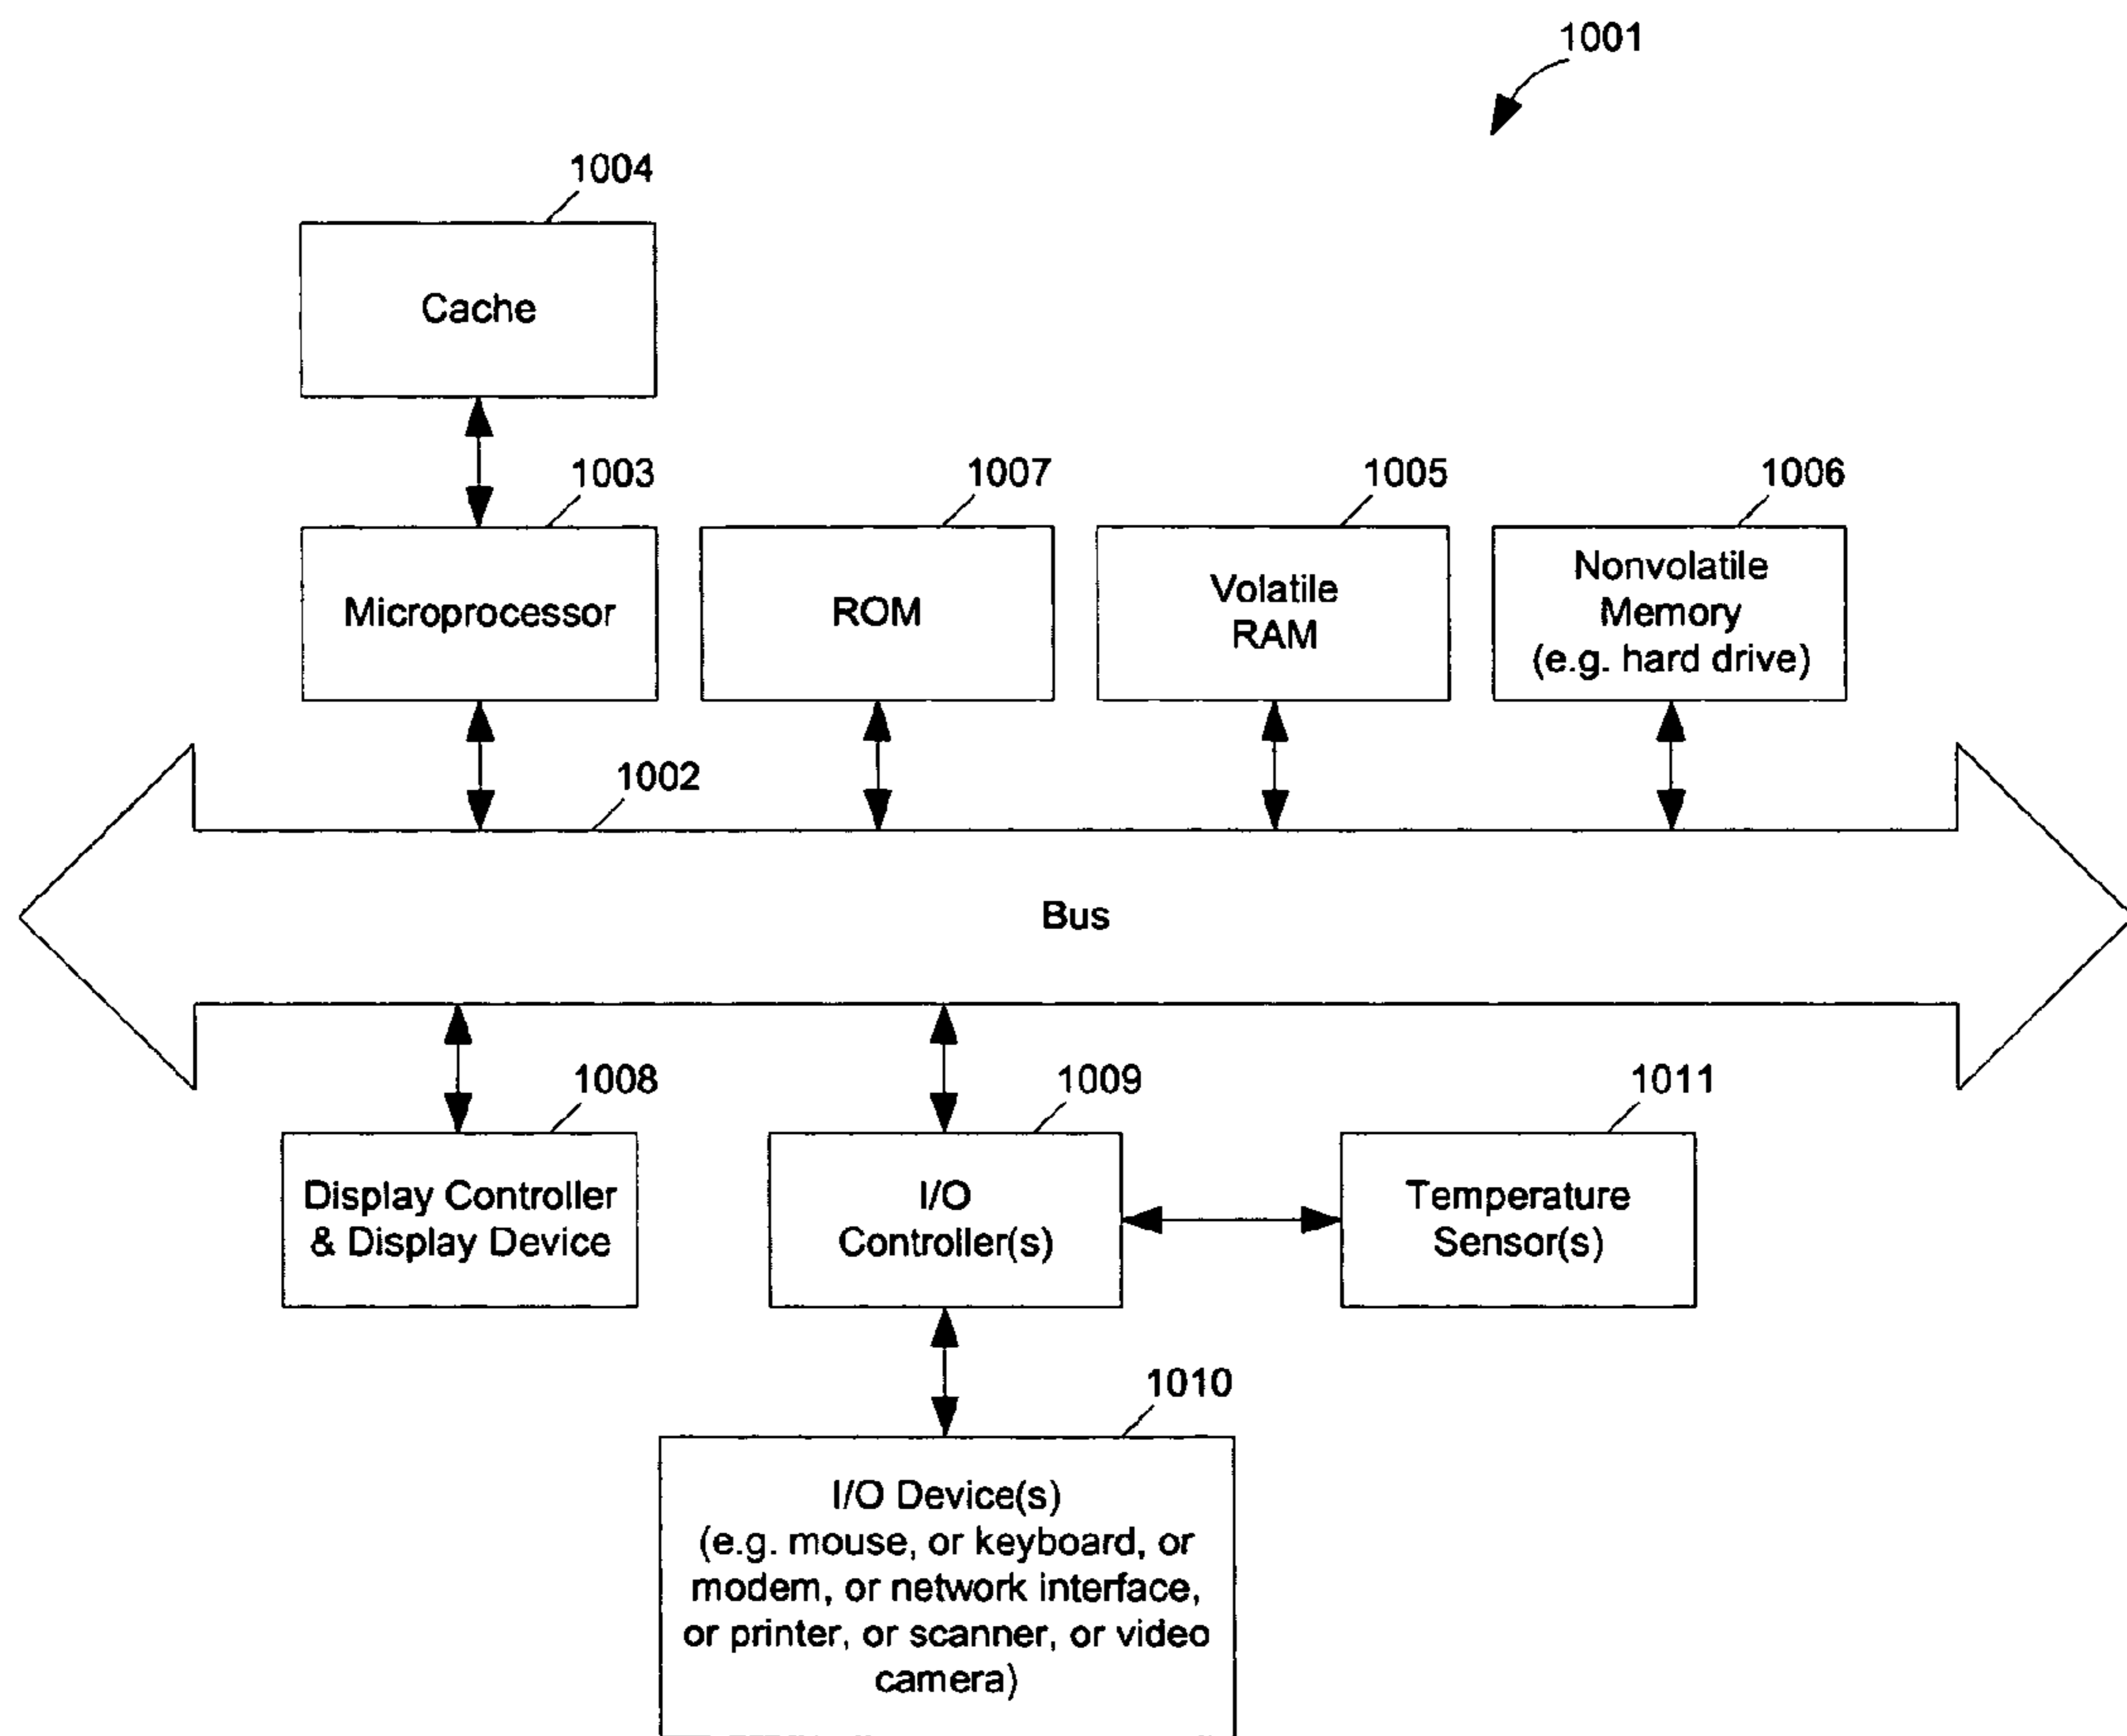 1001
1004
Cache
1003
1007
1005
1006
Microprocessor
ROM
Volatile
RAM
Nonvolatile
Memory
(e.g. hard drive)
1002
Bus
1008
1009
1011
Display Controller
& Display Device
I/O
Controller(s)
Temperature
Sensor(s)
1010
I/O Device(s)
(e.g. mouse, or keyboard, or
modem, or network interface,
or printer, or scanner, or video
camera)